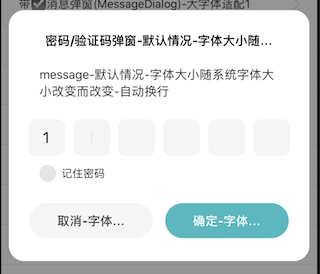 带☑消息弹窗(MessageDialog)-大字体适配1
密码/验证码弹窗-默认情况-字体大小随...
message-默认情况-字体大小随系统字体大
小改变而改变-自动换行
1
记住密码
取消-字体... 确定-字体...